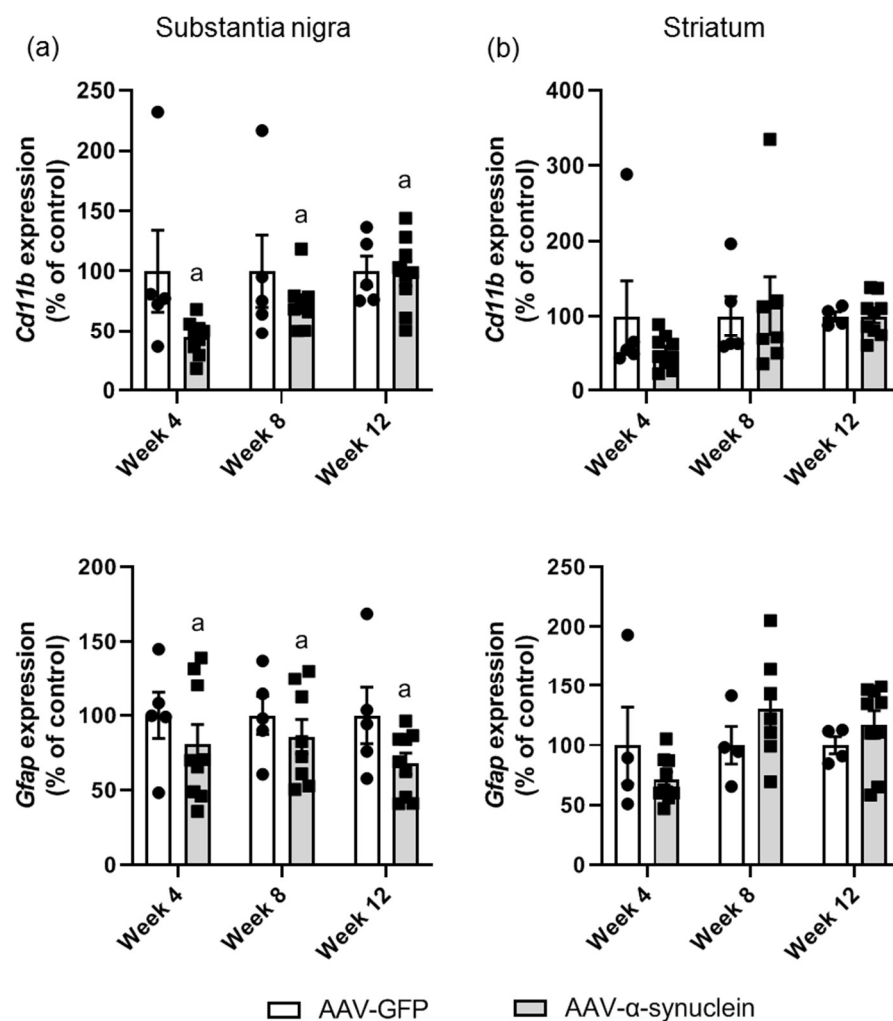 Substantia nigra
Striatum
(a)
(b)
Cd11b expression
(% of control)
250
200
150
100
50
0
a
a
a
Week 4
Week 8
Week 12
Cd11b expression
(% of control)
400
300
200
100
0
Week 4
Week 8
Week 12
Gfap expression
(% of control)
200
150
100
50
0
a
a
a
Week 4
Week 8
Week 12
Gfap expression
(% of control)
250
200
150
100
50
0
Week 4
Week 8
Week 12
AAV-GFP
AAV-α-synuclein